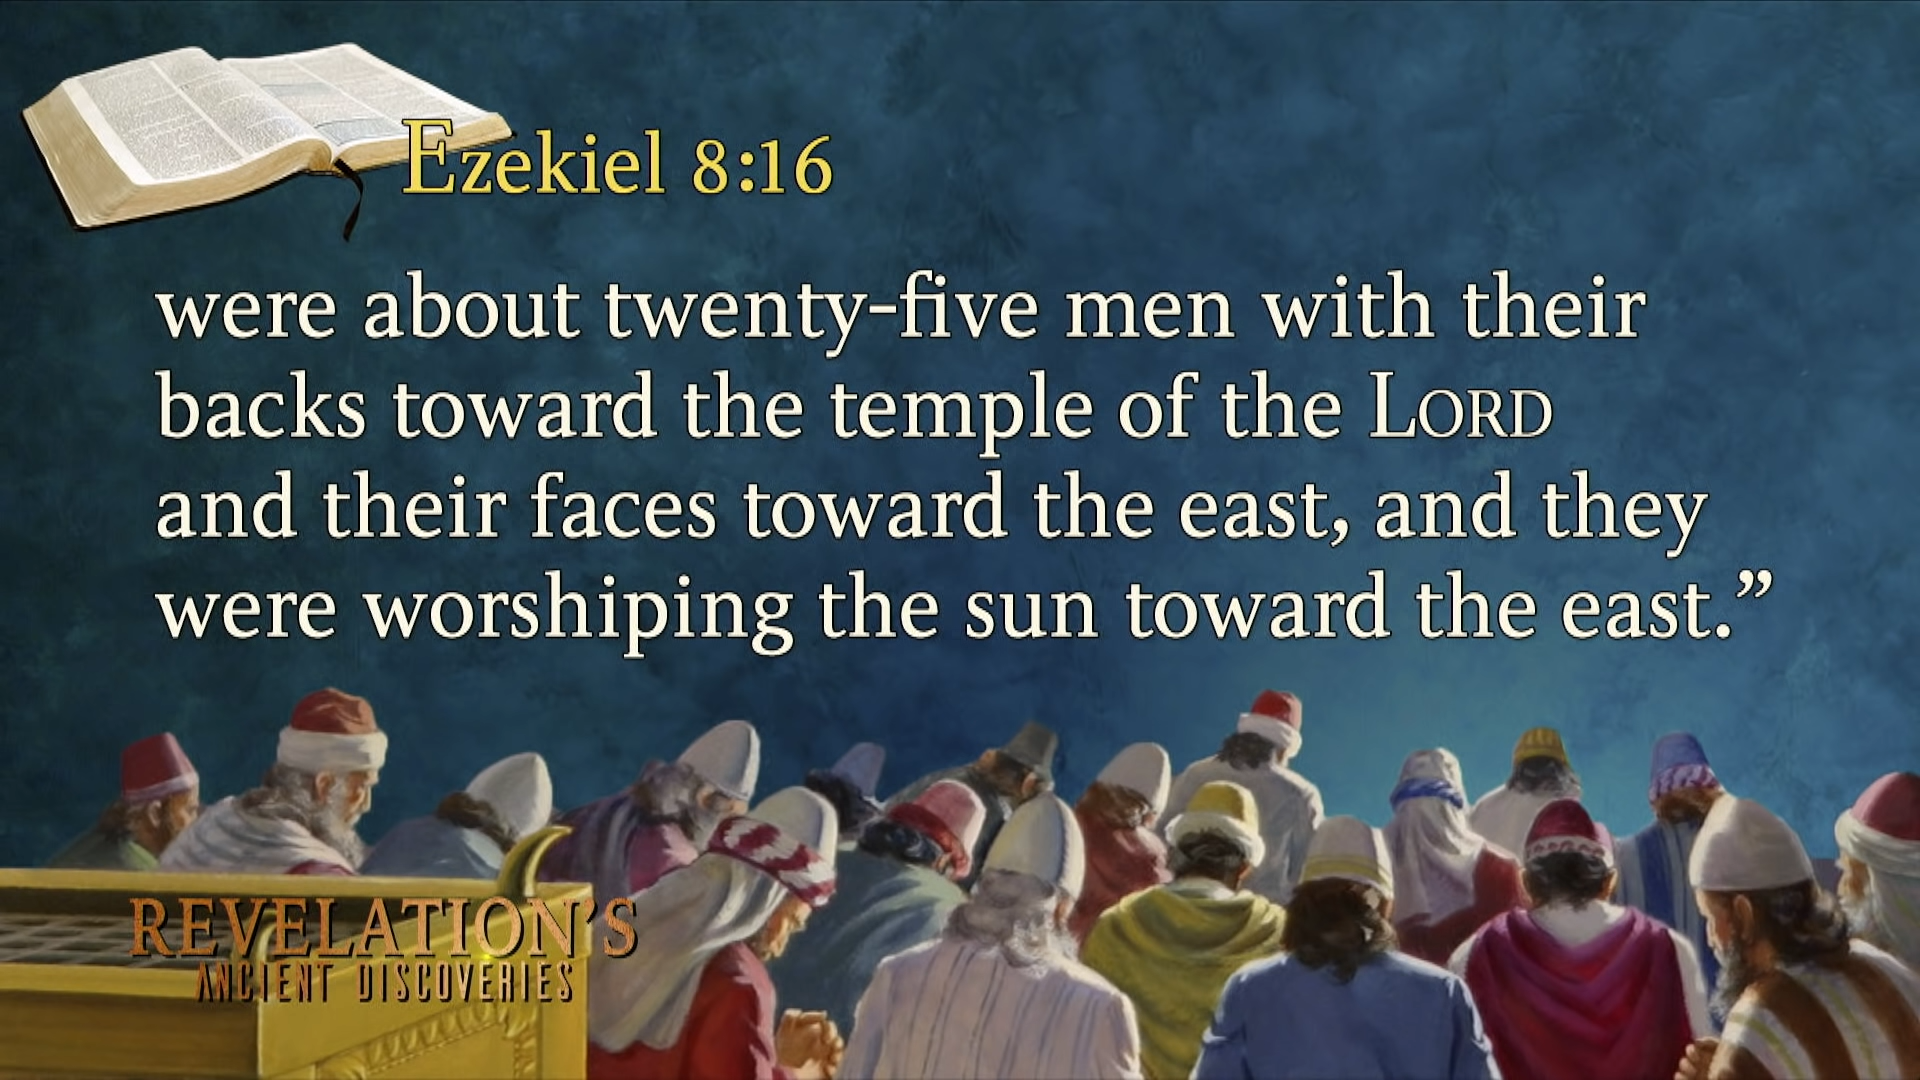 Ezekiel 8:16
were about twenty-five men with their
backs toward the temple of the LORD
and their faces toward the east, and they
were worshiping the sun toward the east.”
REVELATION’S
ANCIENT DISCOVERIES